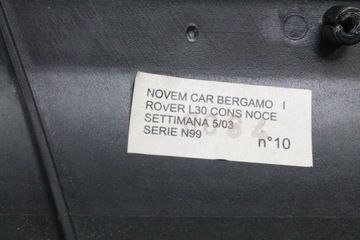 NOVEM CAR BERGAMO I
ROVER L30 CONS NOCE
SETTIMANA 5/03
SERIE N99
n°10